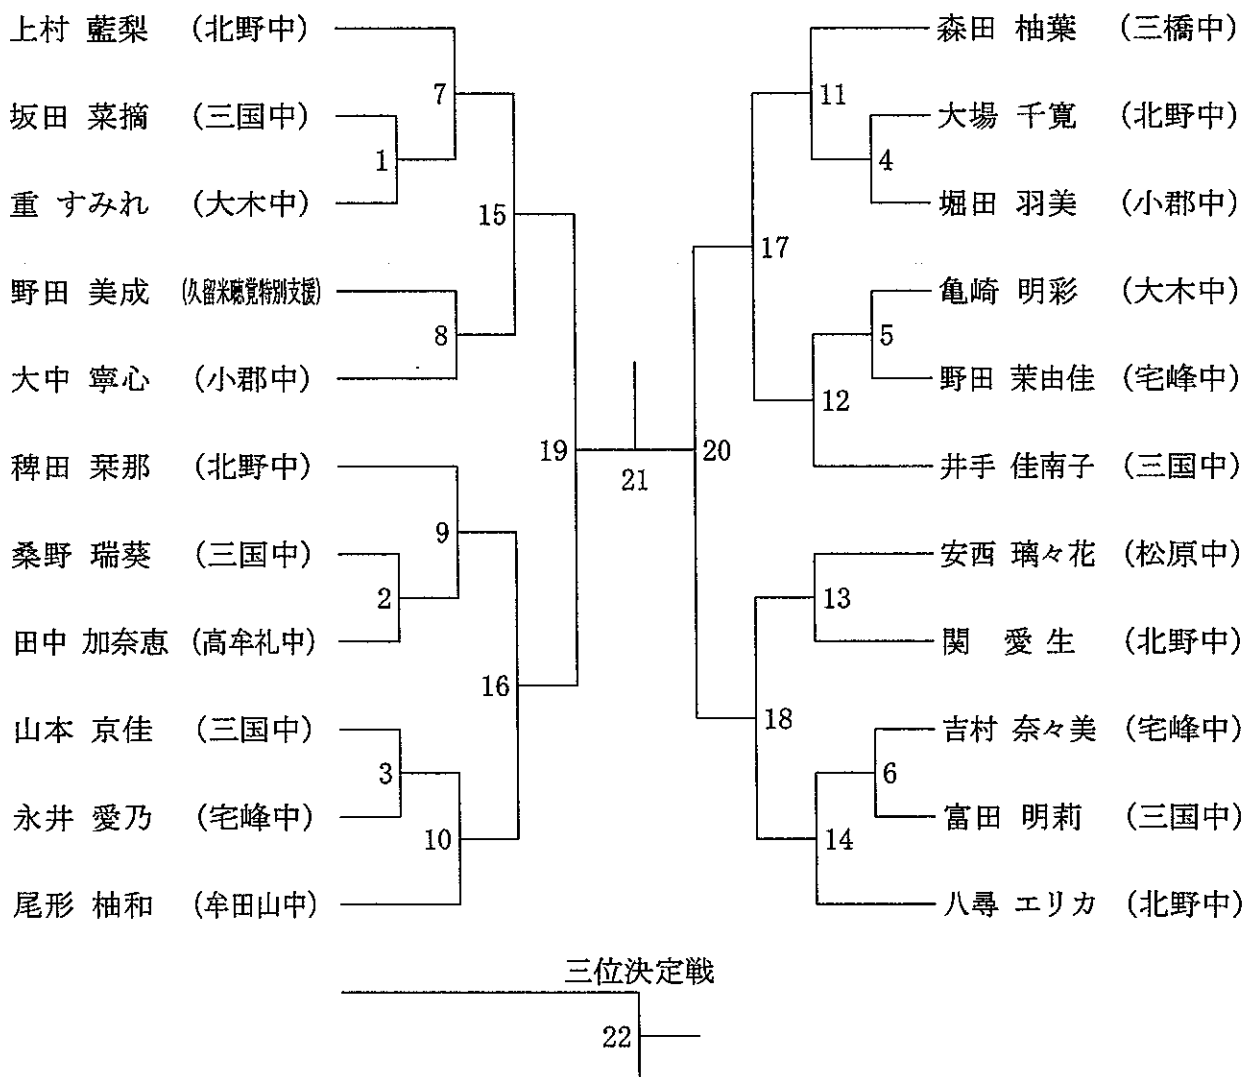 上村 藍梨 (北野中)
坂田 菜摘 (三国中)
重 すみれ (大木中)
野田 美成 (久留米聴覚特別支援)
大中 寧心 (小郡中)
稗田 栞那 (北野中)
桑野 瑞葵 (三国中)
田中 加奈恵 (高牟礼中)
山本 京佳 (三国中)
永井 愛乃 (宅峰中)
尾形 柚和 (牟田山中)
7
1
15
8
19
9
2
16
3
10
21
森田 柚葉 (三橋中)
大場 千寛 (北野中)
堀田 羽美 (小郡中)
亀崎 明彩 (大木中)
野田 茉由佳 (宅峰中)
井手 佳南子 (三国中)
安西 璃々花 (松原中)
関 愛生 (北野中)
吉村 奈々美 (宅峰中)
富田 明莉 (三国中)
八尋 エリカ (北野中)
11
4
17
5
12
20
13
18
6
14
三位決定戦
22